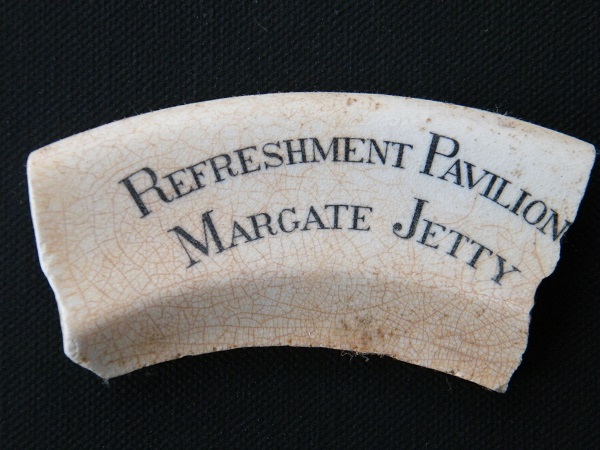 REFRESHMENT PAVILION
MARGATE JETTY